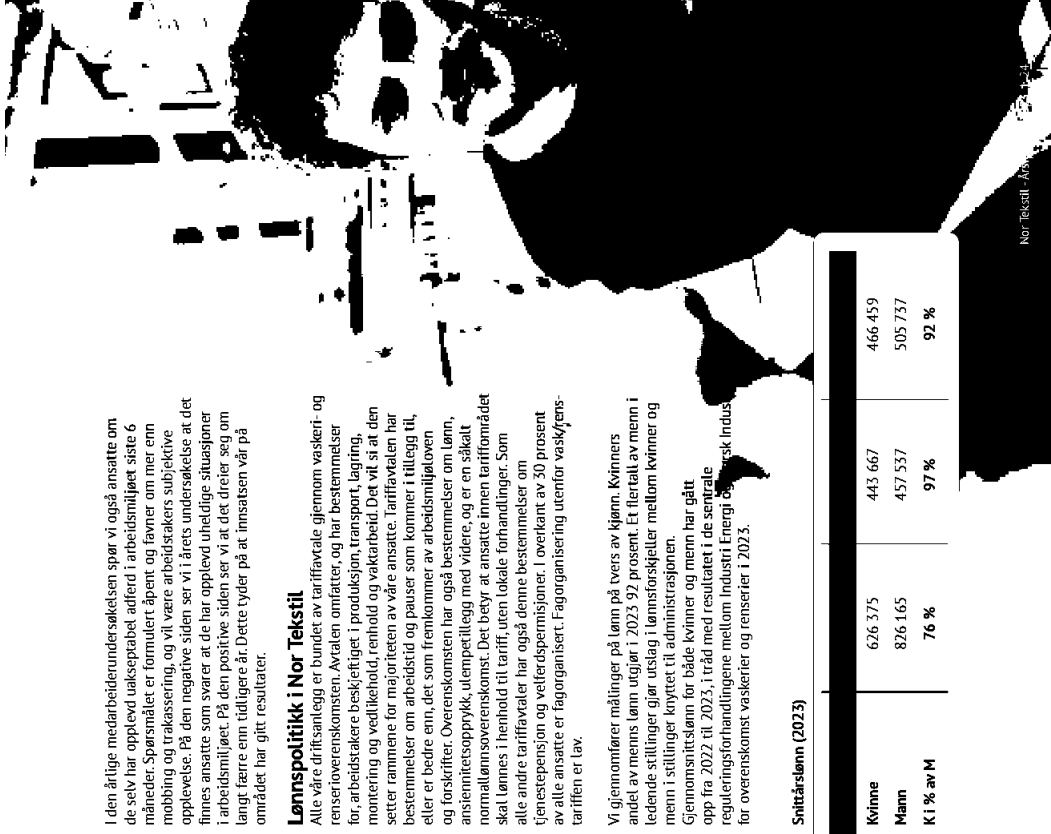 I den årlige medarbeiderundersøkelsen spør vi også ansatte om
de selv har opplevd uakseptabel adferd i arbeidsmiljøet siste 6
måneder. Spørsmålet er formulert åpent og favner om mer enn
mobbing og trakassering, og vil være arbeidstakers subjektive
opplevelse. På den negative siden ser vi i årets undersøkelse at det
finnes ansatte som svarer at de har opplevd uheldige situasjoner
i arbeidsmiljøet. På den positive siden ser vi at det dreier seg om
langt færre enn tidligere år. Dette tyder på at innsatsen vår på
området har gitt resultater.
Lønnspolitikk i Nor Tekstil
Alle våre driftsanlegg er bundet av tariffavtale gjennom vaskeri- og
renserioverenskomsten. Avtalen omfatter, og har bestemmelser
for, arbeidstakere beskjeftiget i produksjon, transport, lagring,
montering og vedlikehold, renhold og vaktarbeid. Det vil si at den
setter rammene for majoriteten av våre ansatte. Tariffavtalen har
bestemmelser om arbeidstid og pauser som kommer i tillegg til,
eller er bedre enn, det som fremkommer av arbeidsmiljøloven
og forskrifter. Overenskomsten har også bestemmelser om lønn,
ansiennitetsopprykk, ulempetillegg med videre, og er en såkalt
normallønnsoverenskomst. Det betyr at ansatte innen tariffområdet
skal lønnes i henhold til tariff, uten lokale forhandlinger. Som
alle andre tariffavtaler har også denne bestemmelser om
tjenestepensjon og velferdspermisjoner. I overkant av 30 prosent
av alle ansatte er fagorganisert. Fagorganisering utenfor vask/rens-
tariffen er lav.
Vi gjennomfører målinger på lønn på tvers av kjønn. Kvinners
andel av menns lønn utgjør i 2023 92 prosent. Et flertall av menn i
ledende stillinger gjør utslag i lønnsforskjeller mellom kvinner og
menn i stillinger knyttet til administrasjonen.
Gjennomsnittslønn for både kvinner og menn har gått
opp fra 2022 til 2023, i tråd med resultatet i de sentrale
reguleringsforhandlingene mellom Industri Energi og Norsk Indus
for overenskomst vaskerier og renserier i 2023.
Snittårslønn (2023)
Kvinne 626 375 443 667 466 459
Mann 826 165 457 537 505 737
K i % av M 76 % 97 % 92 %
Nor Tekstil - Års